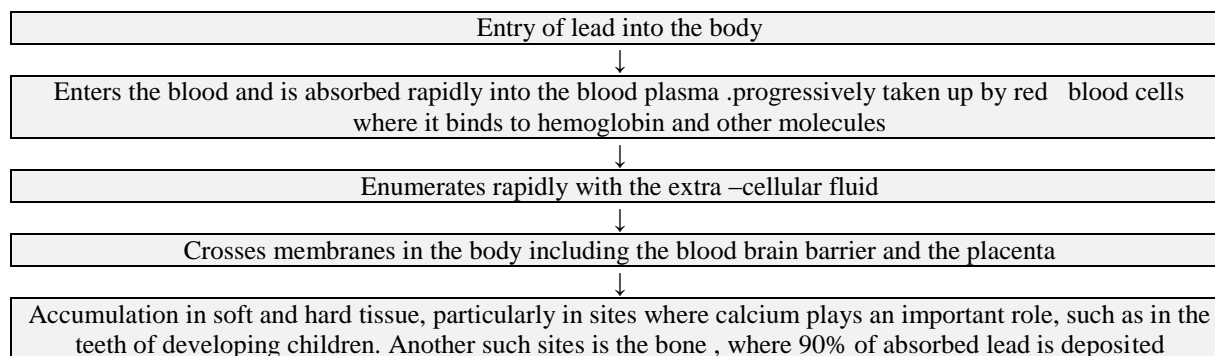 Entry of lead into the body
↓
Enters the blood and is absorbed rapidly into the blood plasma .progressively taken up by red blood cells
where it binds to hemoglobin and other molecules
↓
Enumerates rapidly with the extra –cellular fluid
↓
Crosses membranes in the body including the blood brain barrier and the placenta
↓
Accumulation in soft and hard tissue, particularly in sites where calcium plays an important role, such as in the
teeth of developing children. Another such sites is the bone , where 90% of absorbed lead is deposited